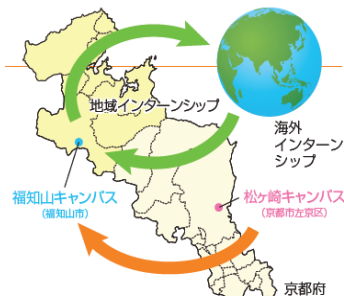 地域インターンシップ
海外
インターン
シップ
福知山キャンパス
(福知山市)
松ヶ崎キャンパス
(京都市左京区)
京都府